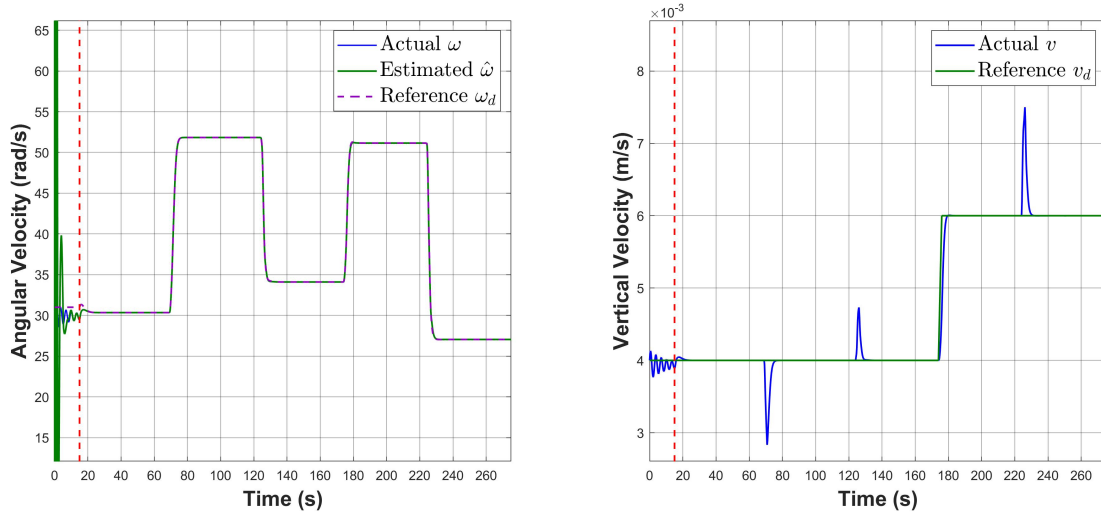 65
60
55
50
45
40
35
30
25
20
15
Angular Velocity (rad/s)
Actual ω
Estimated ω̂
Reference ω_d
0 20 40 60 80 100 120 140 160 180 200 220 240 260
Time (s)
×10⁻³
8
7
6
5
4
3
Vertical Velocity (m/s)
Actual v
Reference v_d
0 20 40 60 80 100 120 140 160 180 200 220 240 260
Time (s)